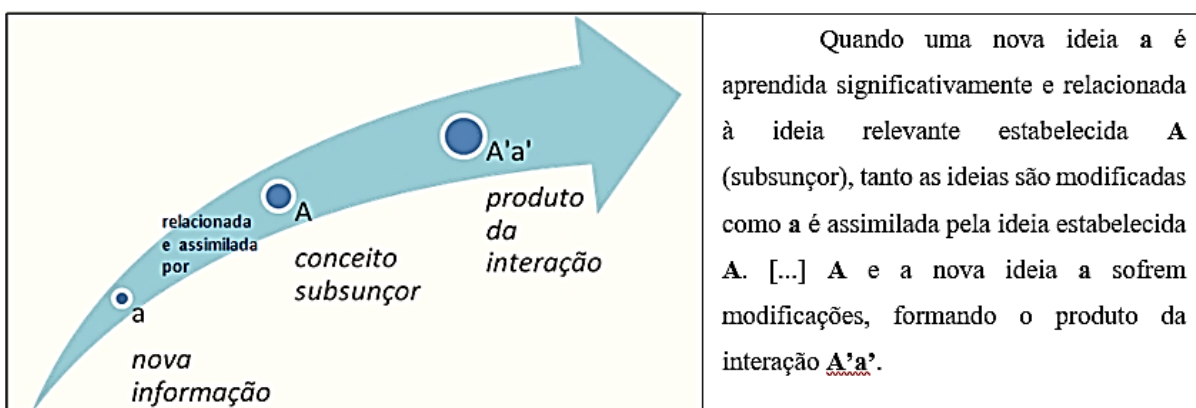 relacionada
e assimilada
por
a
nova
informação
A
conceito
subsunçor
A'a'
produto
da
interação
Quando uma nova ideia a é
aprendida significativamente e relacionada
à ideia relevante estabelecida A
(subsunçor), tanto as ideias são modificadas
como a é assimilada pela ideia estabelecida
A. [...] A e a nova ideia a sofrem
modificações, formando o produto da
interação A’a’.